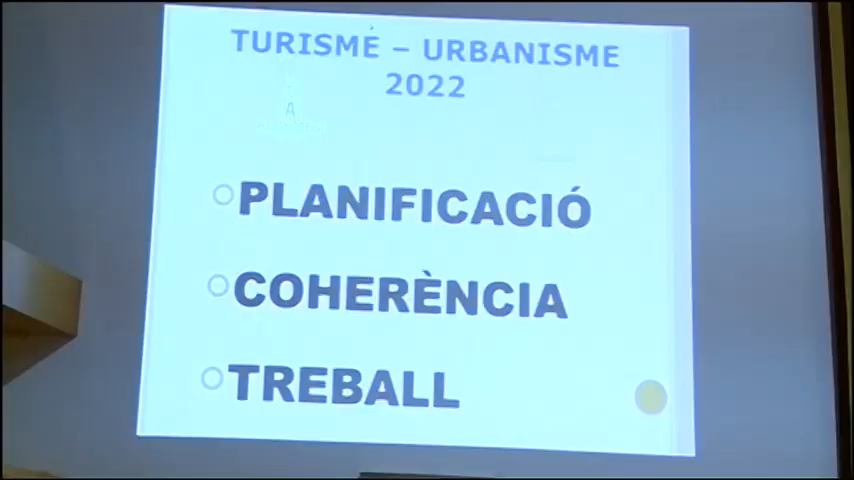 TURISME – URBANISME
2022
PLANIFICACIÓ
COHERÈNCIA
TREBALL